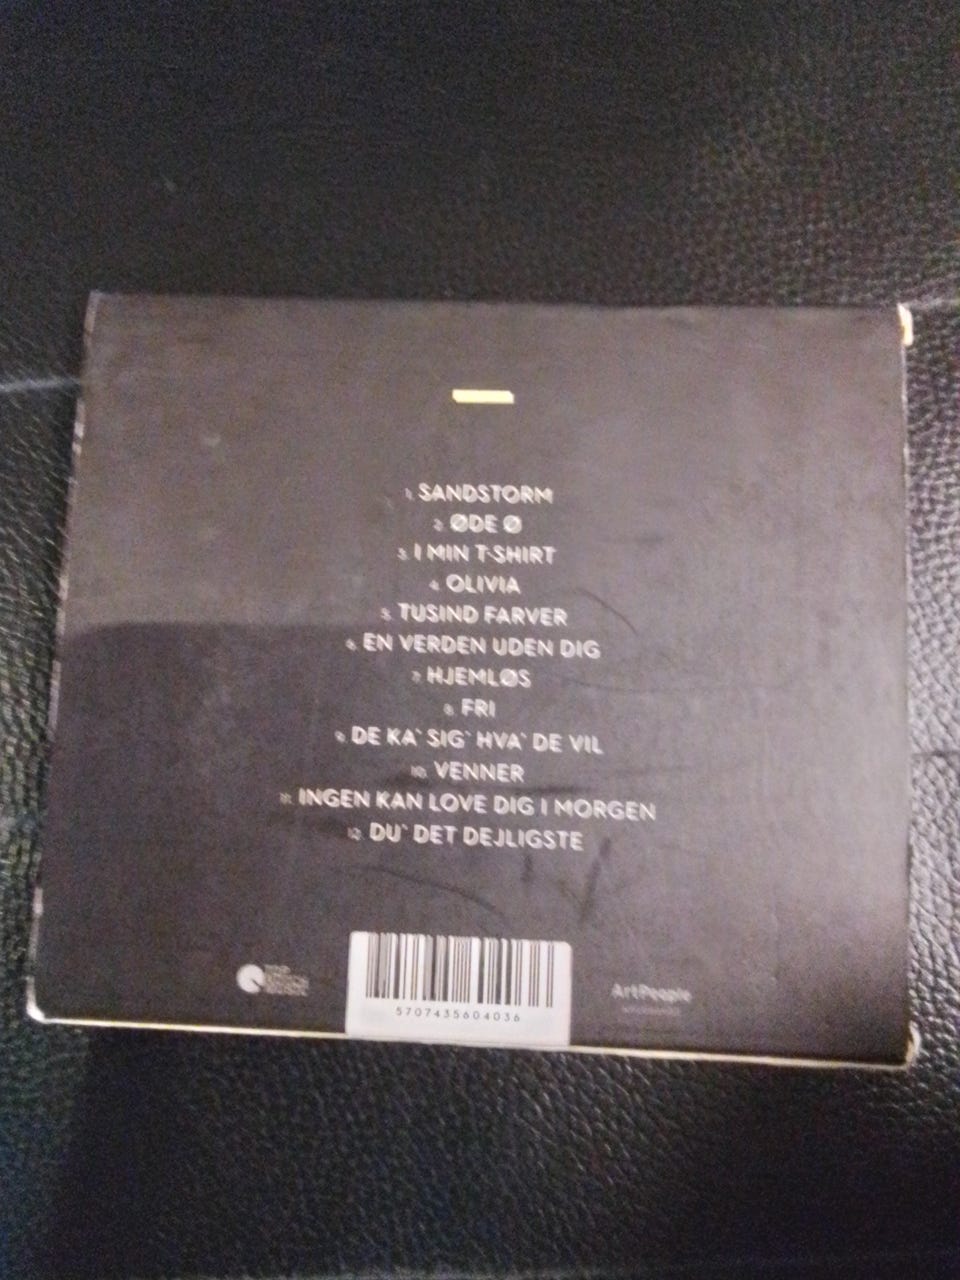 1. SANDSTORM
2. ØDE Ø
3. I MIN T-SHIRT
4. OLIVIA
5. TUSIND FARVER
6. EN VERDEN UDEN DIG
7. HJEMLØS
8. FRI
9. DE KA` SIG` HVA` DE VIL
10. VENNER
11. INGEN KAN LOVE DIG I MORGEN
12. DU` DET DEJLIGSTE
5707435604036
ArtPeople